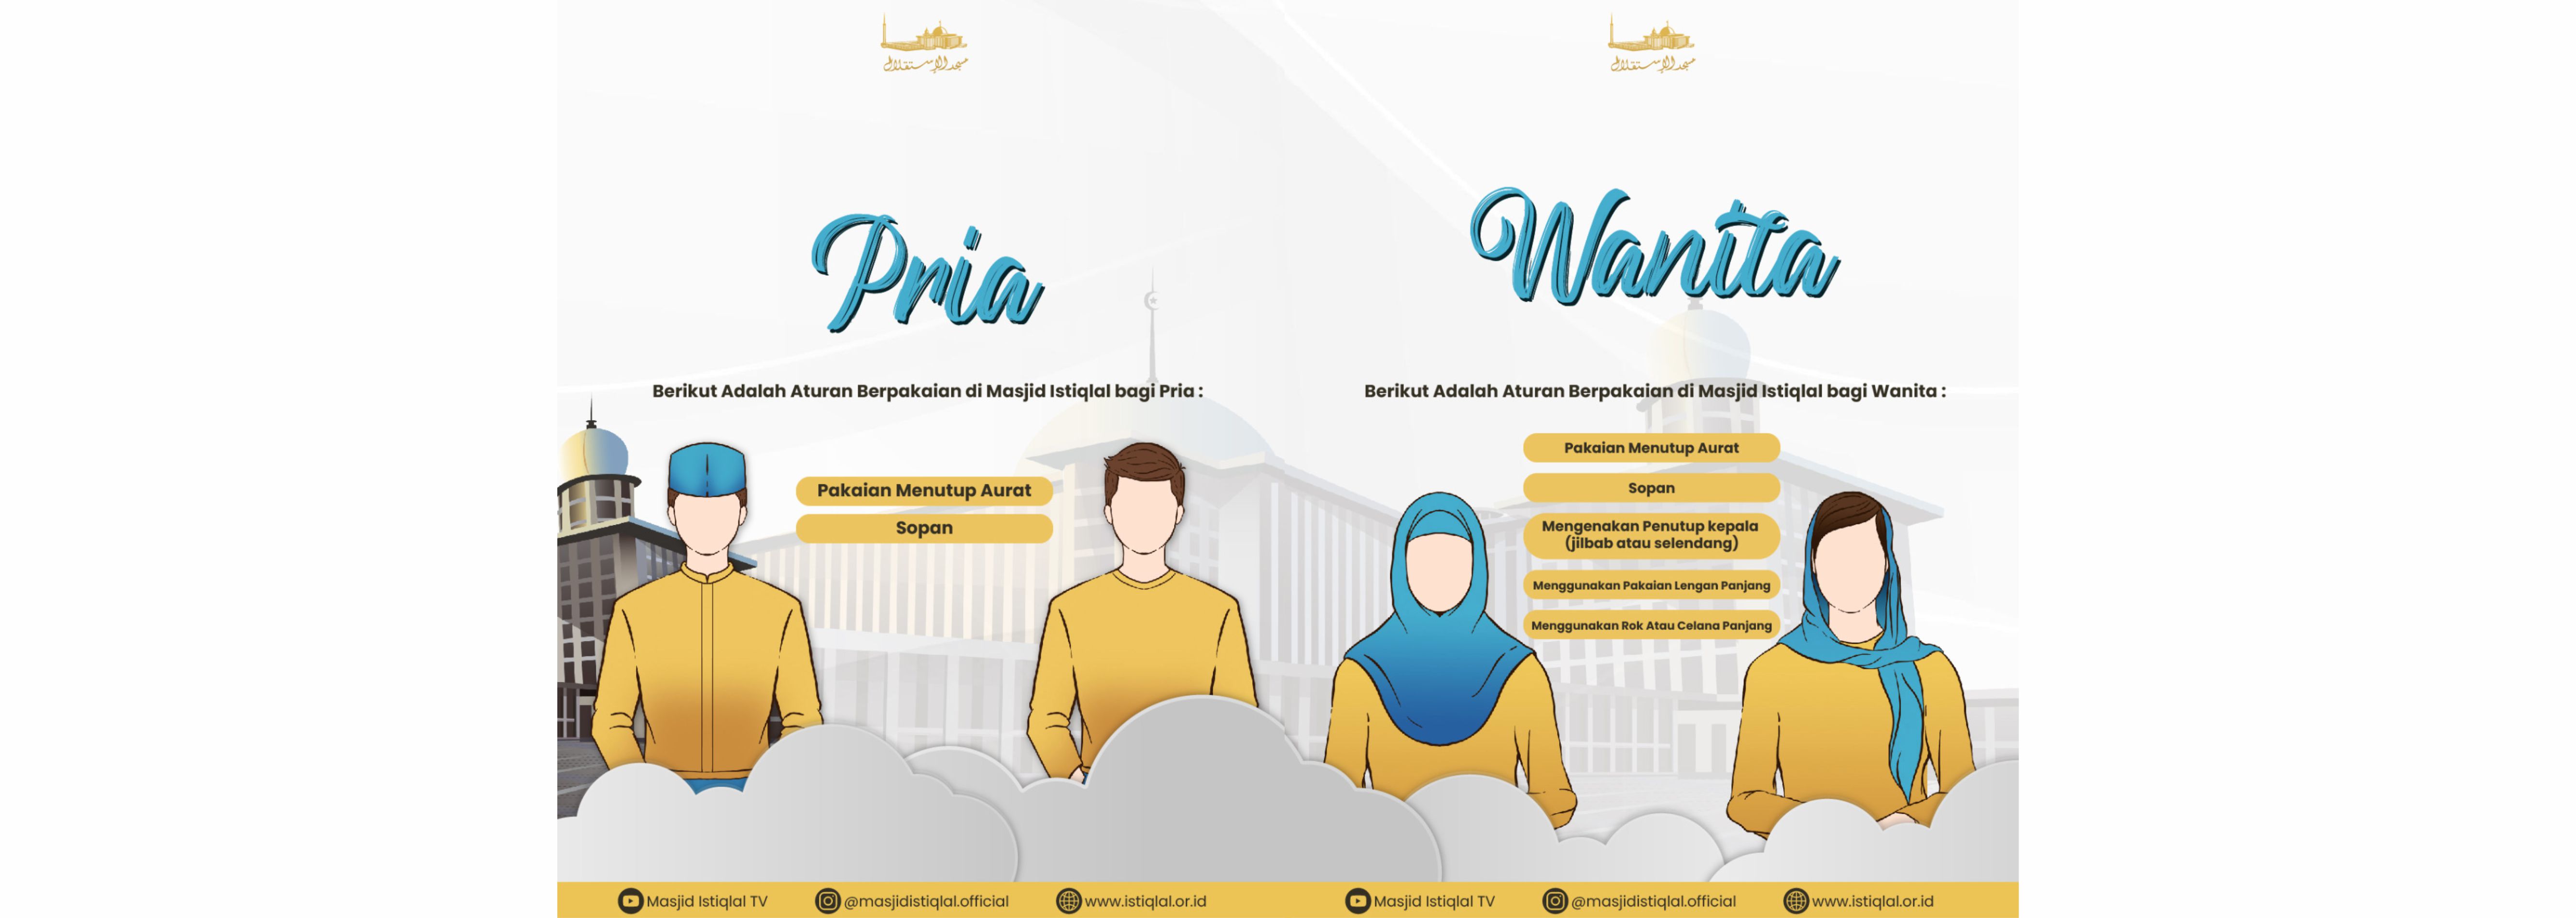 مسجد الإستقلال
Pria
Berikut Adalah Aturan Berpakaian di Masjid Istiqlal bagi Pria :
Pakaian Menutup Aurat
Sopan
Masjid Istiqlal TV
@masjidistiqlal.official
www.istiqlal.or.id
مسجد الإستقلال
Wanita
Berikut Adalah Aturan Berpakaian di Masjid Istiqlal bagi Wanita :
Pakaian Menutup Aurat
Sopan
Mengenakan Penutup kepala
(jilbab atau selendang)
Menggunakan Pakaian Lengan Panjang
Menggunakan Rok Atau Celana Panjang
Masjid Istiqlal TV
@masjidistiqlal.official
www.istiqlal.or.id